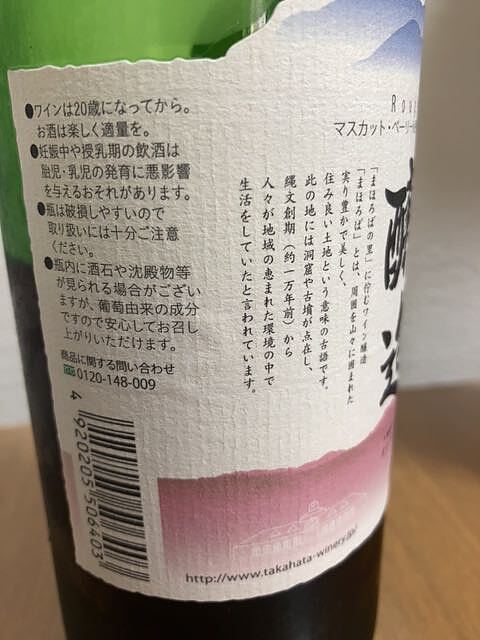 ●ワインは20歳になってから。
お酒は楽しく適量を。
●妊娠中や授乳期の飲酒は
胎児・乳児の発育に悪影響
を与えるおそれがあります。
●瓶は破損しやすいので
取り扱いには十分ご注意
ください。
●瓶内に酒石や沈殿物等
が見られる場合がござい
ますが、葡萄由来の成分
ですので安心してお召し
上がりいただけます。
商品に関する問い合わせ
0120-148-009
4 920205 506403
マスカット・ベーリー
「まほろばの里」に佇むワイン醸造
「まほろば」とは、周囲を山々に囲まれた
実り豊かで美しく、
住み良い土地という意味の古語です。
此の地には洞窟や古墳が点在し、
縄文創期（約一万年前）から
人々が地域の恵まれた環境の中で
生活をしていたと言われています。
http://www.takahata-winery.jp/